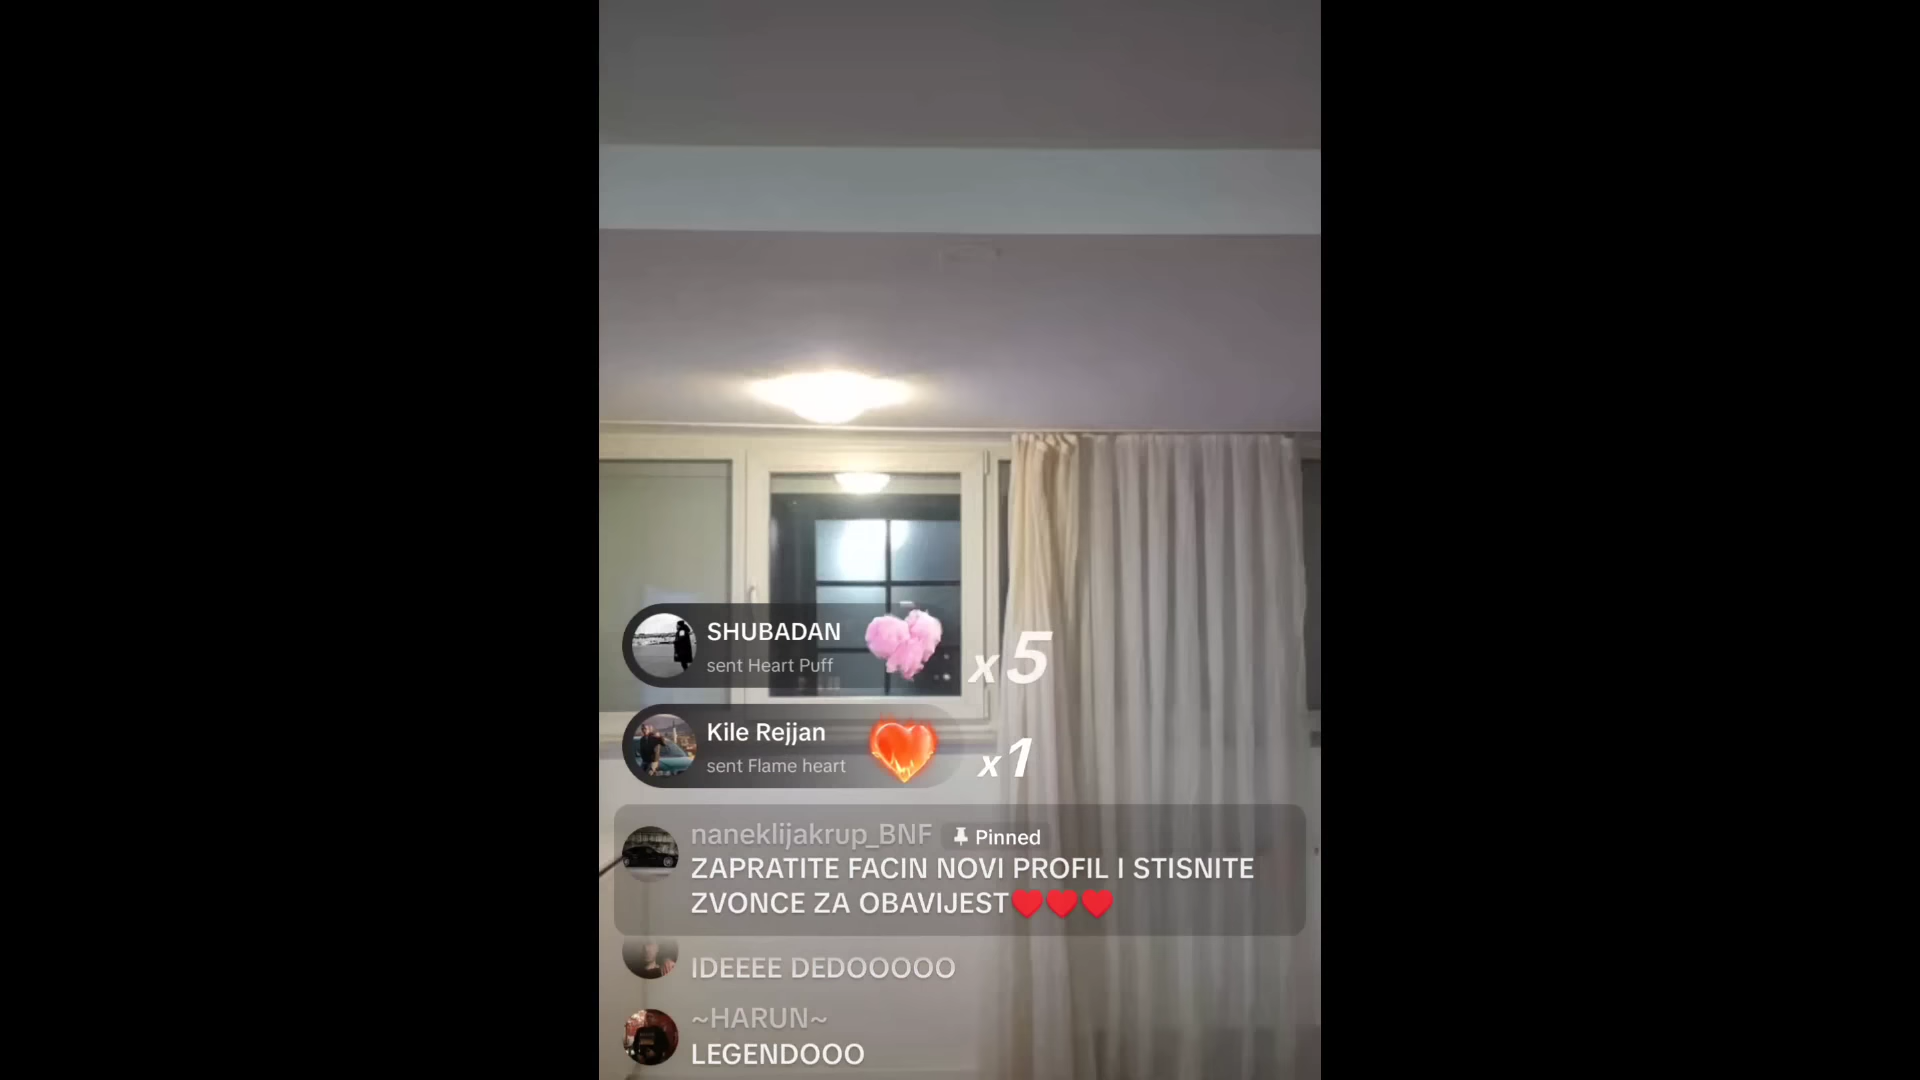 SHUBADAN
sent Heart Puff
x5
Kile Rejjan
sent Flame heart
x1
naneklijakrup_BNF Pinned
ZAPRATITE FACIN NOVI PROFIL I STISNITE
ZVONCE ZA OBAVIJEST❤️❤️❤️
IDEEEE DEDOOOOO
~HARUN~
LEGENDOOO